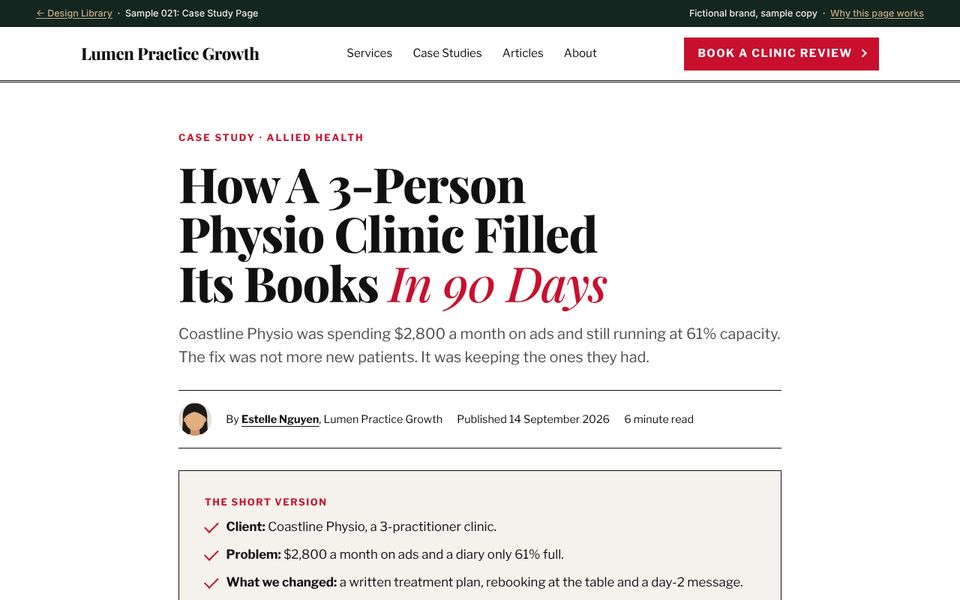 ← Design Library · Sample 021: Case Study Page
Fictional brand, sample copy · Why this page works
Lumen Practice Growth
Services Case Studies Articles About
BOOK A CLINIC REVIEW
CASE STUDY · ALLIED HEALTH
How A 3-Person
Physio Clinic Filled
Its Books In 90 Days
Coastline Physio was spending $2,800 a month on ads and still running at 61% capacity.
The fix was not more new patients. It was keeping the ones they had.
By Estelle Nguyen, Lumen Practice Growth Published 14 September 2026 6 minute read
THE SHORT VERSION
Client: Coastline Physio, a 3-practitioner clinic.
Problem: $2,800 a month on ads and a diary only 61% full.
What we changed: a written treatment plan, rebooking at the table and a day-2 message.